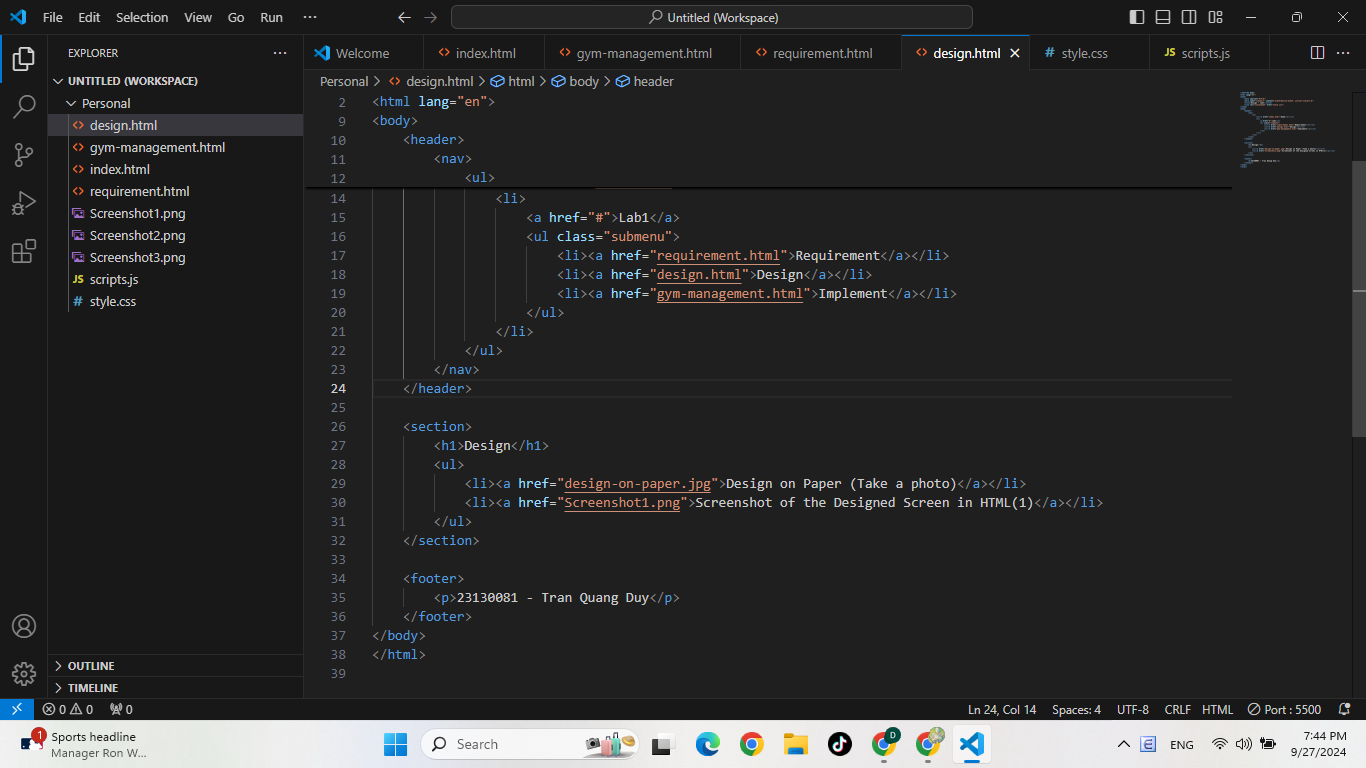 File Edit Selection View Go Run ··· Untitled (Workspace)
EXPLORER ···
UNTITLED (WORKSPACE)
Personal
design.html
gym-management.html
index.html
requirement.html
Screenshot1.png
Screenshot2.png
Screenshot3.png
JS scripts.js
# style.css
OUTLINE
TIMELINE
Welcome <> index.html <> gym-management.html <> requirement.html <> design.html # style.css JS scripts.js ···
Personal > <> design.html > html > body > header
2 <html lang="en">
9 <body>
10 <header>
11 <nav>
12 <ul>
14 <li>
15 <a href="#">Lab1</a>
16 <ul class="submenu">
17 <li><a href="requirement.html">Requirement</a></li>
18 <li><a href="design.html">Design</a></li>
19 <li><a href="gym-management.html">Implement</a></li>
20 </ul>
21 </li>
22 </ul>
23 </nav>
24 </header>
25
26 <section>
27 <h1>Design</h1>
28 <ul>
29 <li><a href="design-on-paper.jpg">Design on Paper (Take a photo)</a></li>
30 <li><a href="Screenshot1.png">Screenshot of the Designed Screen in HTML(1)</a></li>
31 </ul>
32 </section>
33
34 <footer>
35 <p>23130081 - Tran Quang Duy</p>
36 </footer>
37 </body>
38 </html>
39
0 0 0 Ln 24, Col 14 Spaces: 4 UTF-8 CRLF HTML Port : 5500
1 Sports headline
Manager Ron W...
Search
D
ENG
7:44 PM
9/27/2024